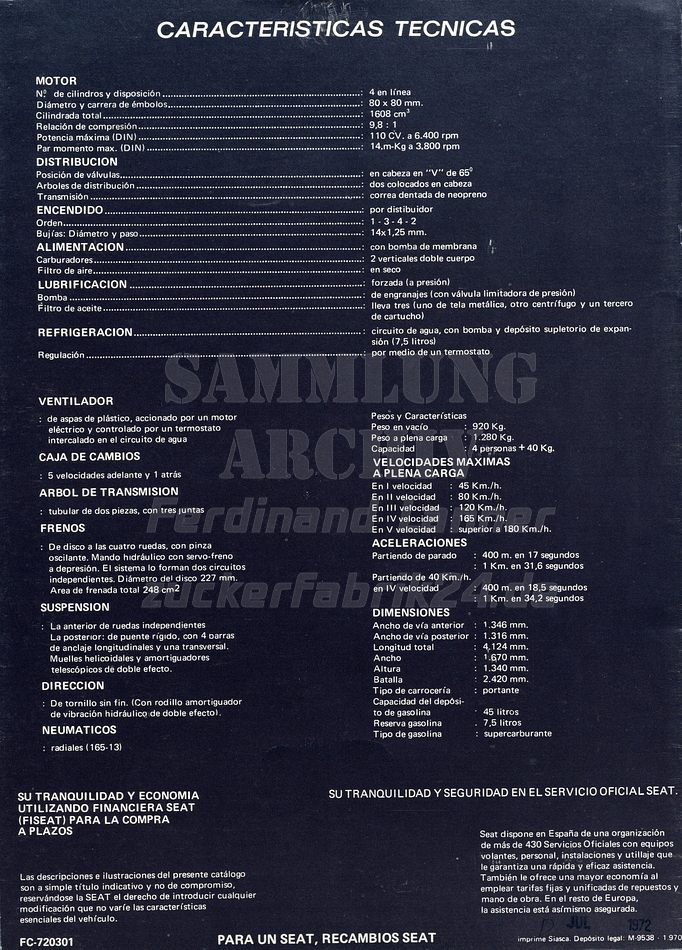 CARACTERISTICAS TECNICAS
MOTOR
Nº de cilindros y disposición : 4 en línea
Diámetro y carrera de émbolos : 80 x 80 mm.
Cilindrada total : 1608 cm³
Relación de compresión : 9,8 : 1
Potencia máxima (DIN) : 110 CV. a 6.400 rpm
Par momento max. (DIN) : 14,m-Kg a 3,800 rpm
DISTRIBUCION
Posición de válvulas : en cabeza en "V" de 65º
Arboles de distribución : dos colocados en cabeza
Transmisión : correa dentada de neopreno
ENCENDIDO : por distibuidor
Orden : 1 - 3 - 4 - 2
Bujías: Diámetro y paso : 14x1,25 mm.
ALIMENTACION : con bomba de membrana
Carburadores : 2 verticales doble cuerpo
Filtro de aire : en seco
LUBRIFICACION : forzada (a presión)
Bomba : de engranajes (con válvula limitadora de presión)
Filtro de aceite : lleva tres (uno de tela metálica, otro centrífugo y un tercero
de cartucho)
REFRIGERACION : circuito de agua, con bomba y depósito supletorio de expan-
sión (7,5 litros)
Regulación : por medio de un termostato
SAMMLUNG
ARCHIV
VENTILADOR
: de aspas de plástico, accionado por un motor
eléctrico y controlado por un termostato
intercalado en el circuito de agua
CAJA DE CAMBIOS
: 5 velocidades adelante y 1 atrás
ARBOL DE TRANSMISION
: tubular de dos piezas, con tres juntas
FRENOS
: De disco a las cuatro ruedas, con pinza
oscilante. Mando hidráulico con servo-freno
a depresión. El sistema lo forman dos circuitos
independientes. Diámetro del disco 227 mm.
Area de frenada total 248 cm²
SUSPENSION
: La anterior de ruedas independientes
La posterior: de puente rígido, con 4 barras
de anclaje longitudinales y una transversal.
Muelles helicoidales y amortiguadores
telescópicos de doble efecto.
DIRECCION
: De tornillo sin fin. (Con rodillo amortiguador
de vibración hidráulico de doble efecto).
NEUMATICOS
: radiales (165-13)
Pesos y Características
Peso en vacío : 920 Kg.
Peso a plena carga : 1.280 Kg.
Capacidad : 4 personas + 40 Kg.
VELOCIDADES MAXIMAS
A PLENA CARGA
En I velocidad : 45 Km./h.
En II velocidad : 80 Km./h.
En III velocidad : 120 Km./h.
En IV velocidad : 165 Km./h.
En V velocidad : superior a 180 Km./h.
ACELERACIONES
Partiendo de parado : 400 m. en 17 segundos
: 1 Km. en 31,6 segundos
Partiendo de 40 Km./h.
en IV velocidad : 400 m. en 18,5 segundos
: 1 Km. en 34,2 segundos
DIMENSIONES
Ancho de vía anterior : 1.346 mm.
Ancho de vía posterior : 1.316 mm.
Longitud total : 4,124 mm.
Ancho : 1.670 mm.
Altura : 1.340 mm.
Batalla : 2.420 mm.
Tipo de carrocería : portante
Capacidad del depósi-
to de gasolina : 45 litros
Reserva gasolina . 7,5 litros
Tipo de gasolina : supercarburante
zuckerfabrik24.de
SU TRANQUILIDAD Y ECONOMIA
UTILIZANDO FINANCIERA SEAT
(FISEAT) PARA LA COMPRA
A PLAZOS
SU TRANQUILIDAD Y SEGURIDAD EN EL SERVICIO OFICIAL SEAT.
Seat dispone en España de una organización
de más de 430 Servicios Oficiales con equipos
volantes, personal, instalaciones y utillaje que
le garantiza una rápida y eficaz asistencia.
También le ofrece una mayor economía al
emplear tarifas fijas y unificadas de repuestos y
mano de obra. En el resto de Europa,
la asistencia está asímismo asegurada.
Las descripciones e ilustraciones del presente catálogo
son a simple título indicativo y no de compromiso,
reservándose la SEAT el derecho de introducir cualquier
modificación que no varíe las características
esenciales del vehículo.
JUL 1972
FC-720301
PARA UN SEAT, RECAMBIOS SEAT
imprime Siasca. Depósito legal: M-9538 - 1.970